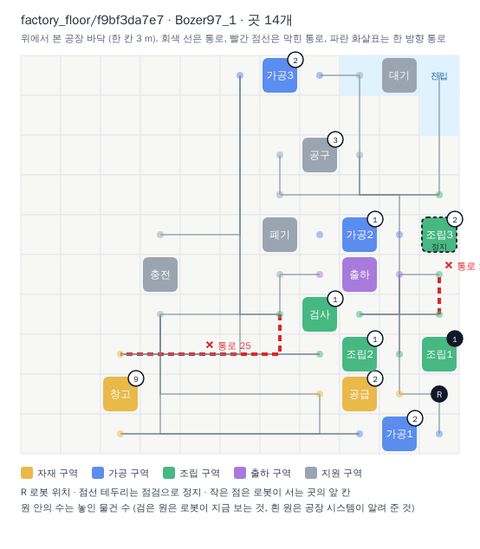 factory_floor/f9bf3da7e7 · Bozer97_1 · 곳 14개
위에서 본 공장 바닥 (한 칸 3 m). 회색 선은 통로, 빨간 점선은 막힌 통로, 파란 화살표는 한 방향 통로
가공3 2
대기
전립
공구 3
폐기
가공2 1
조립3 2
정지
충전
출하
✖ 통로
검사 1
✖ 통로 25
조립2 1
조립1 1
창고 9
공급 2
R
가공1 2
자재 구역 가공 구역 조립 구역 출하 구역 지원 구역
R 로봇 위치 · 점선 테두리는 점검으로 정지 · 작은 점은 로봇이 서는 곳의 앞 칸
원 안의 수는 놓인 물건 수 (검은 원은 로봇이 지금 보는 것, 흰 원은 공장 시스템이 알려 준 것)